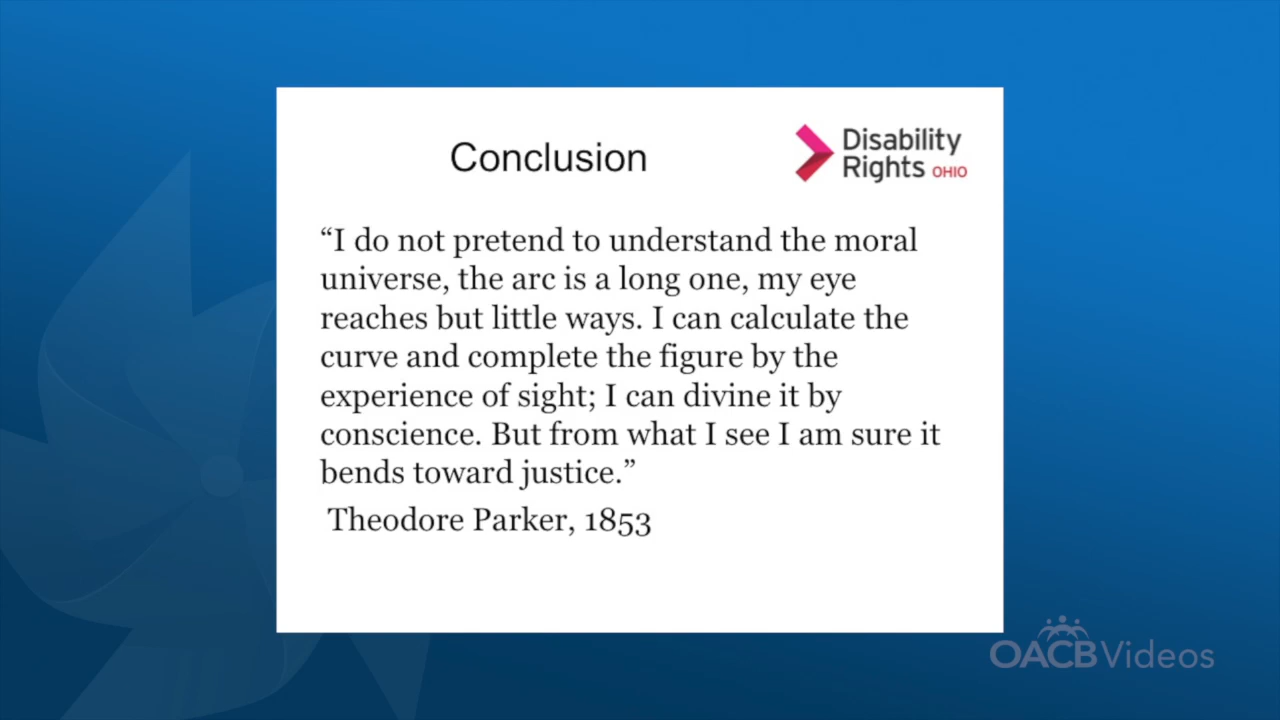 Conclusion
Disability
Rights OHIO
“I do not pretend to understand the moral
universe, the arc is a long one, my eye
reaches but little ways. I can calculate the
curve and complete the figure by the
experience of sight; I can divine it by
conscience. But from what I see I am sure it
bends toward justice.”
Theodore Parker, 1853
OACBVideos